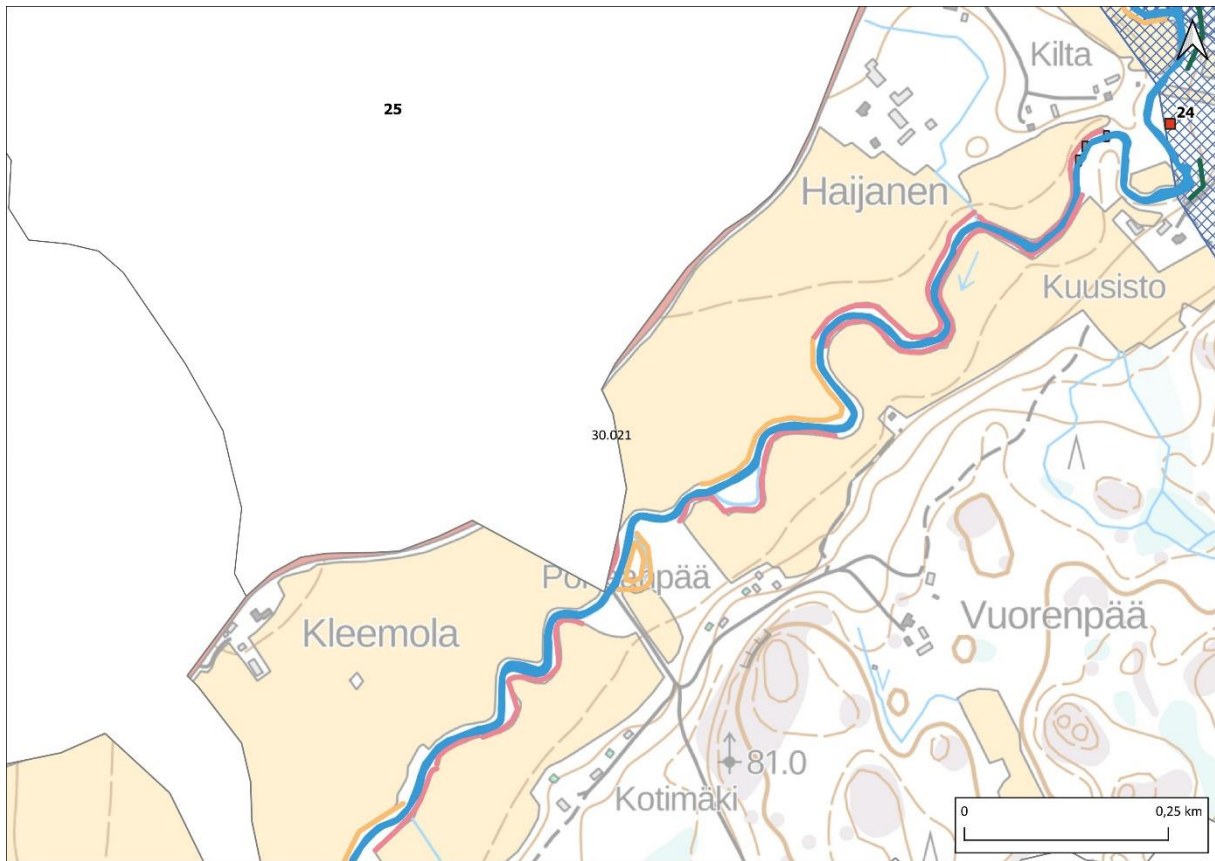 Kilta
25
24
Haijanen
Kuusisto
30.021
Vuorenpää
Kleemola
81.0
Kotimäki
0
0,25 km